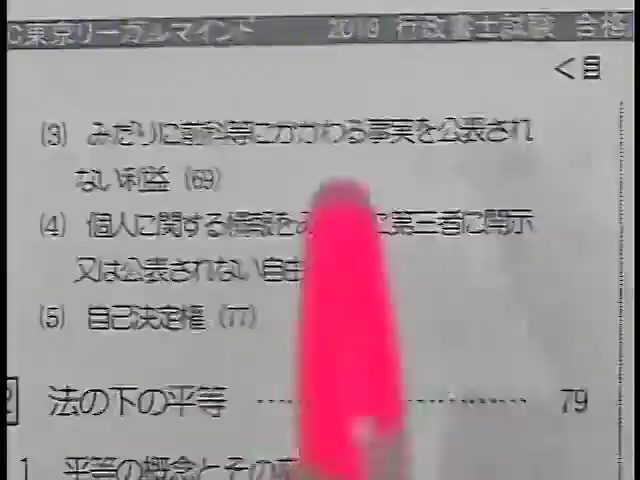 C東京リーガルマインド 2019 行政書士試験 合格
<目
(3) みだりに前科等にかかわる事実を公表され
ない利益 (69)
(4) 個人に関する情報をみ に第三者に開示
又は公表されない自由
(5) 自己決定権 (77)
法の下の平等 79
1 平等の概念とその